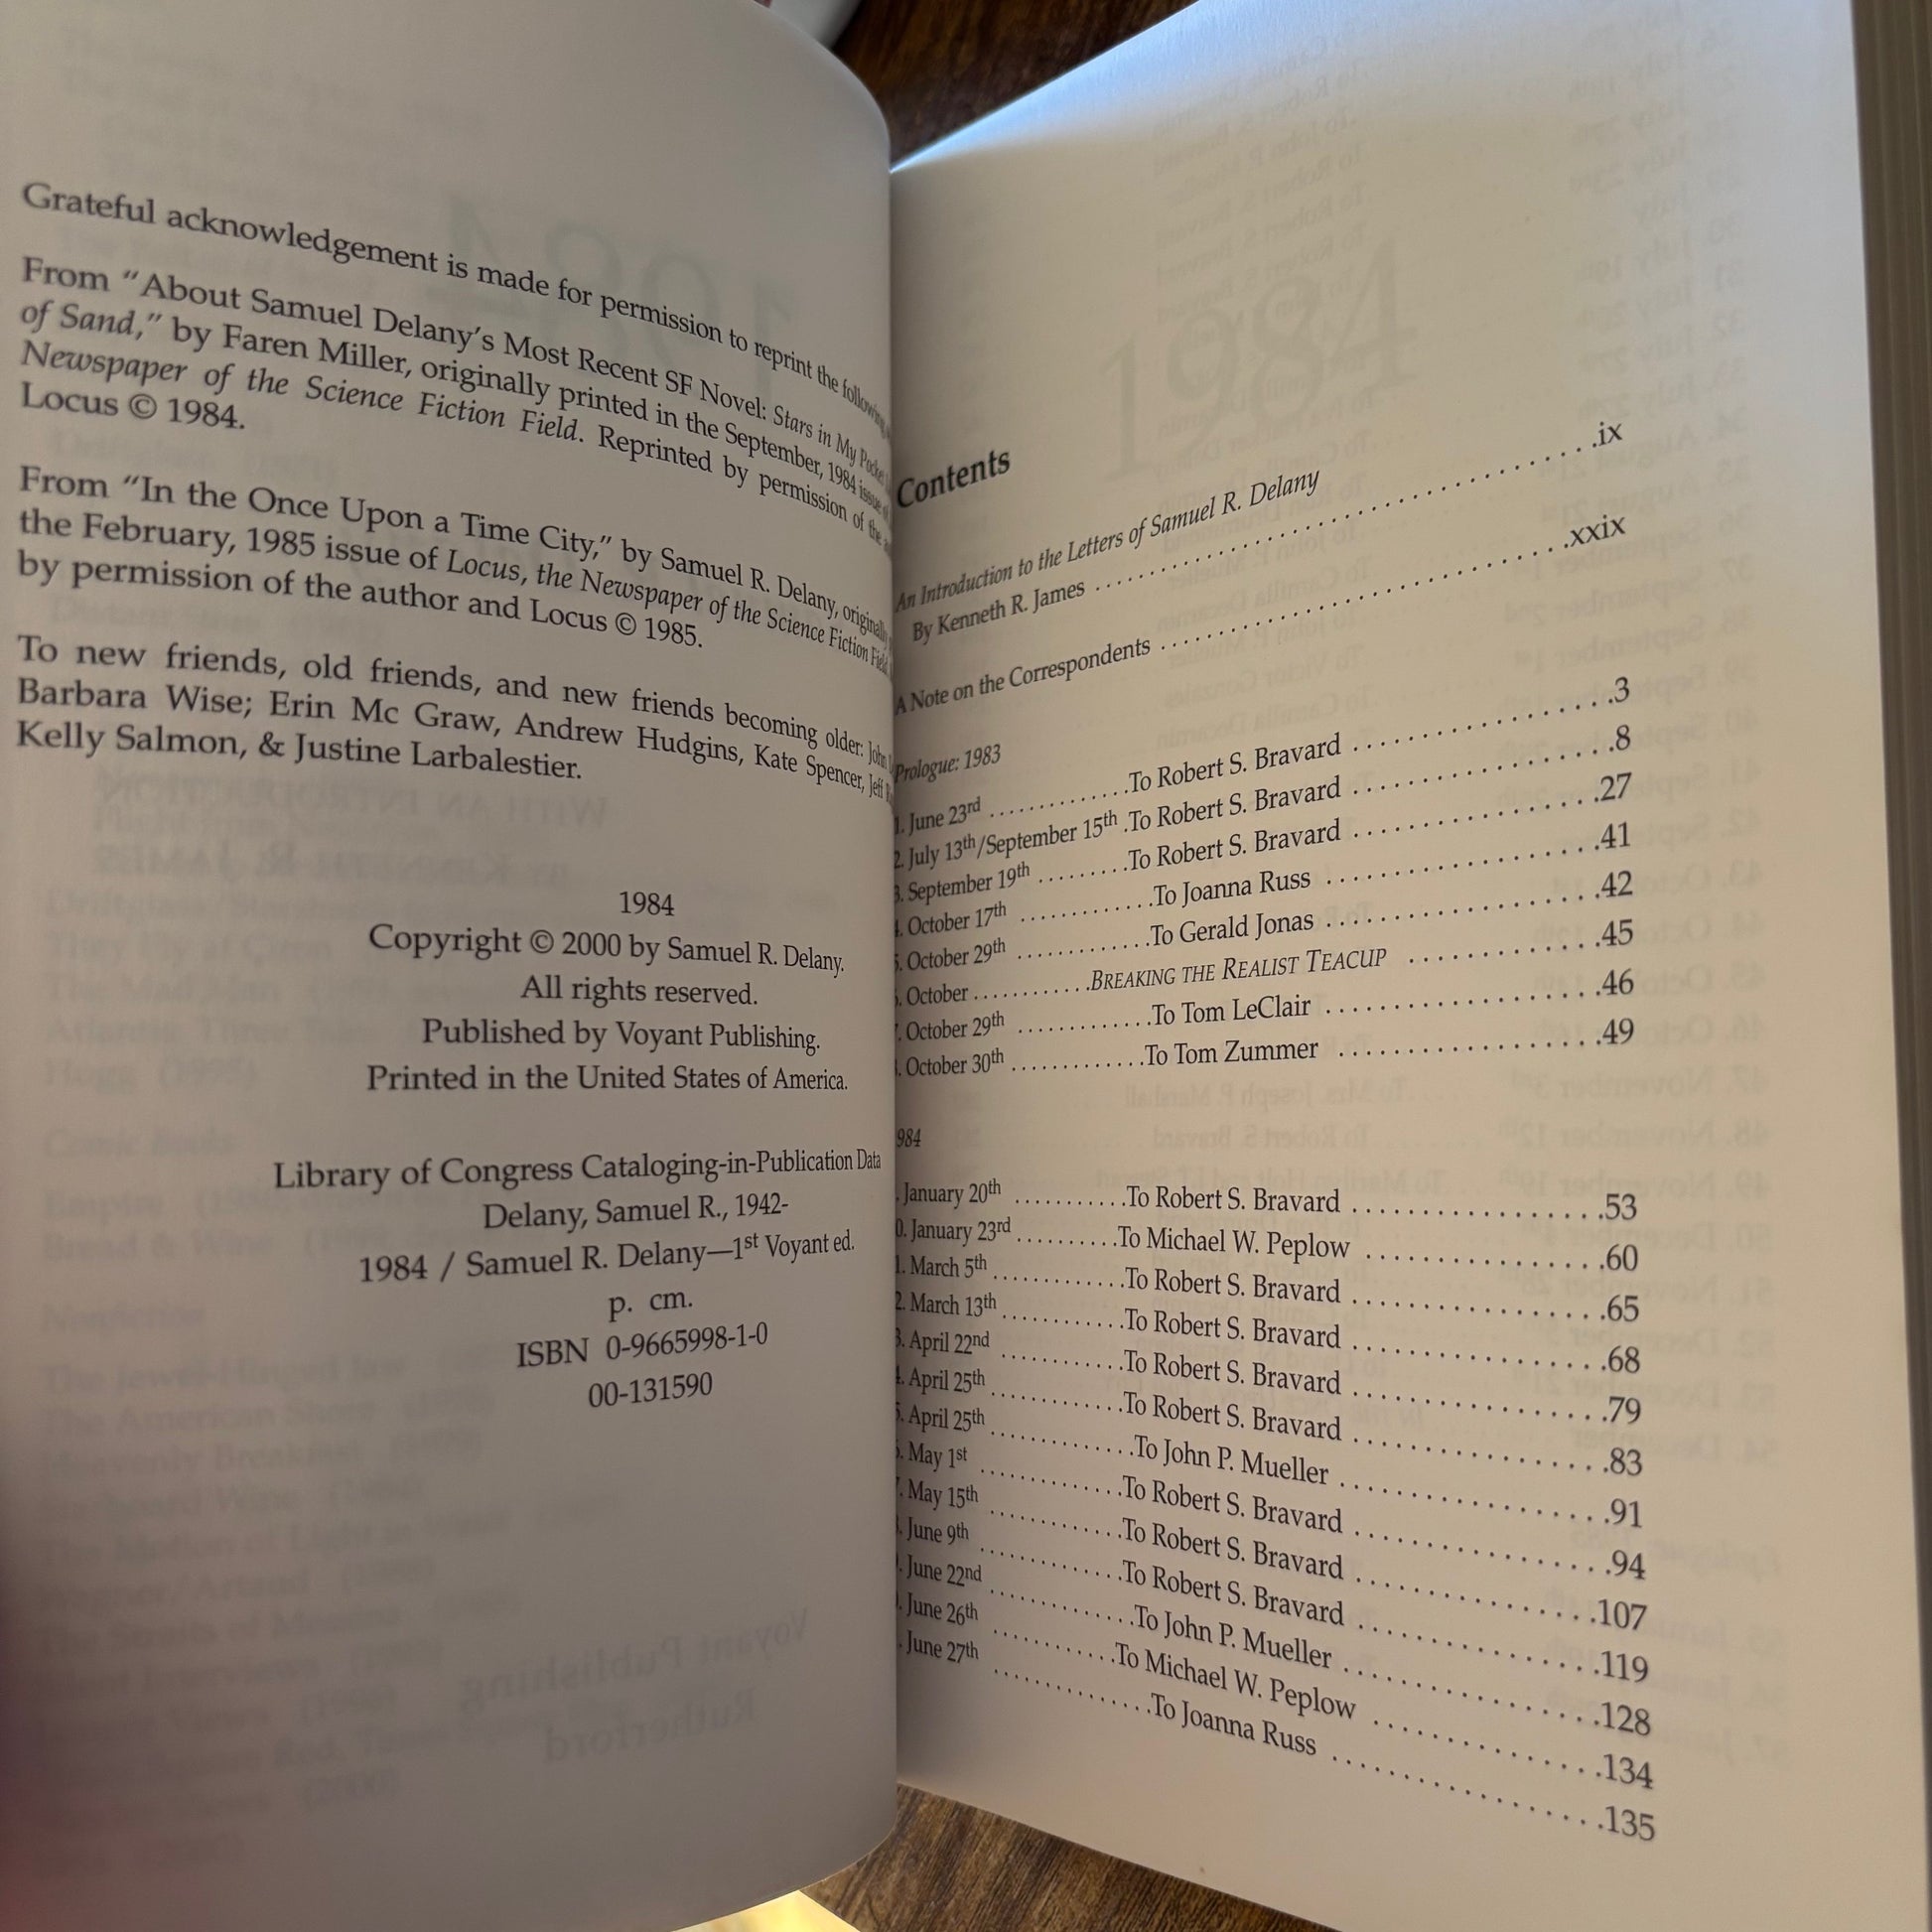 Grateful acknowledgement is made for permission to reprint the following
From “About Samuel Delany’s Most Recent SF Novel: Stars in My Pocket
of Sand,” by Faren Miller, originally printed in the September, 1984 issue of
Newspaper of the Science Fiction Field. Reprinted by permission of the
Locus © 1984.
From “In the Once Upon a Time City,” by Samuel R. Delany, originally
the February, 1985 issue of Locus, the Newspaper of the Science Fiction Field
by permission of the author and Locus © 1985.
To new friends, old friends, and new friends becoming older: John
Barbara Wise; Erin Mc Graw, Andrew Hudgins, Kate Spencer, Jeff
Kelly Salmon, & Justine Larbalestier.
1984
Copyright © 2000 by Samuel R. Delany.
All rights reserved.
Published by Voyant Publishing.
Printed in the United States of America.
Library of Congress Cataloging-in-Publication Data
Delany, Samuel R., 1942-
1984 / Samuel R. Delany—1st Voyant ed.
p. cm.
ISBN 0-9665998-1-0
00-131590
Contents
An Introduction to the Letters of Samuel R. Delany
By Kenneth R. James ........ix
A Note on the Correspondents ........xxix
Prologue: 1983
1. June 23rd ........To Robert S. Bravard ........3
2. July 13th/September 15th .To Robert S. Bravard ........8
3. September 19th ........To Robert S. Bravard ........27
. October 17th ........To Joanna Russ ........41
. October 29th ........To Gerald Jonas ........42
. October ........BREAKING THE REALIST TEACUP ........45
. October 29th ........To Tom LeClair ........46
. October 30th ........To Tom Zummer ........49
984
. January 20th ........To Robert S. Bravard ........53
0. January 23rd ........To Michael W. Peplow ........60
1. March 5th ........To Robert S. Bravard ........65
2. March 13th ........To Robert S. Bravard ........68
3. April 22nd ........To Robert S. Bravard ........79
4. April 25th ........To Robert S. Bravard ........83
5. April 25th ........To John P. Mueller ........91
. May 1st ........To Robert S. Bravard ........94
. May 15th ........To Robert S. Bravard ........107
. June 9th ........To Robert S. Bravard ........119
. June 22nd ........To John P. Mueller ........128
. June 26th ........To Michael W. Peplow ........134
. June 27th ........To Joanna Russ ........135